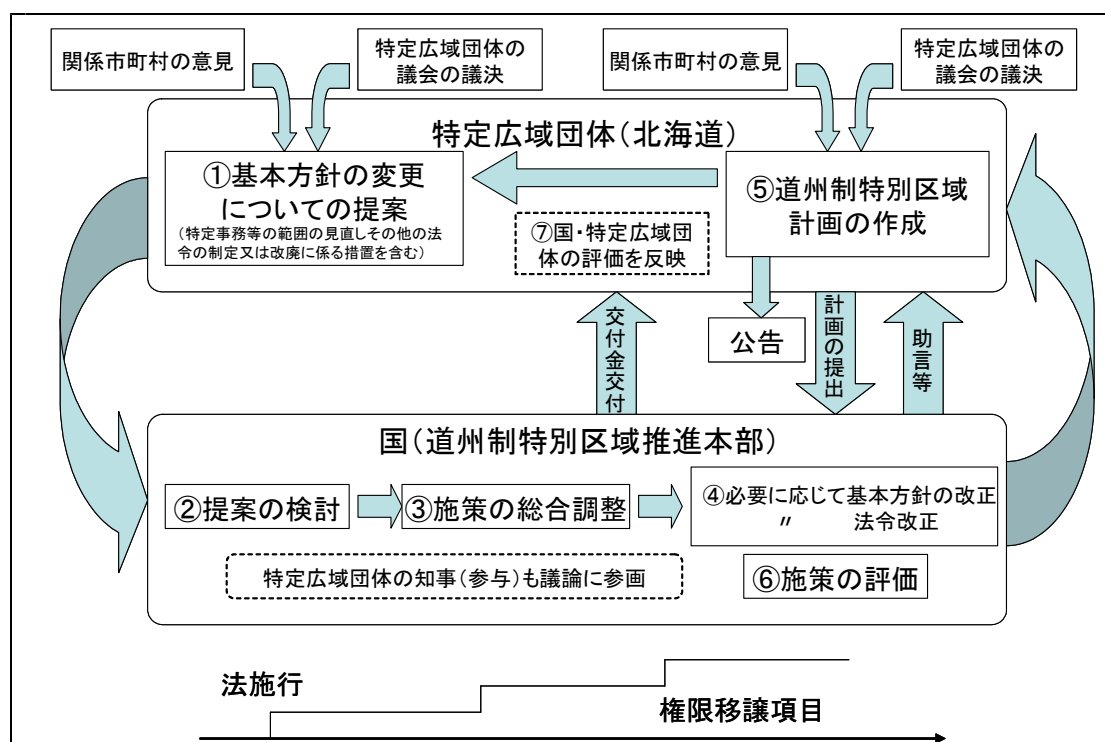 関係市町村の意見
特定広域団体の
議会の議決
関係市町村の意見
特定広域団体の
議会の議決
特定広域団体(北海道)
①基本方針の変更
についての提案
(特定事務等の範囲の見直しその他の法
令の制定又は改廃に係る措置を含む)
⑤道州制特別区域
計画の作成
⑦国・特定広域団
体の評価を反映
交付金交付
公告
計画の提出
助言等
国(道州制特別区域推進本部)
②提案の検討
③施策の総合調整
④必要に応じて基本方針の改正
〃 法令改正
特定広域団体の知事(参与)も議論に参画
⑥施策の評価
法施行
権限移譲項目